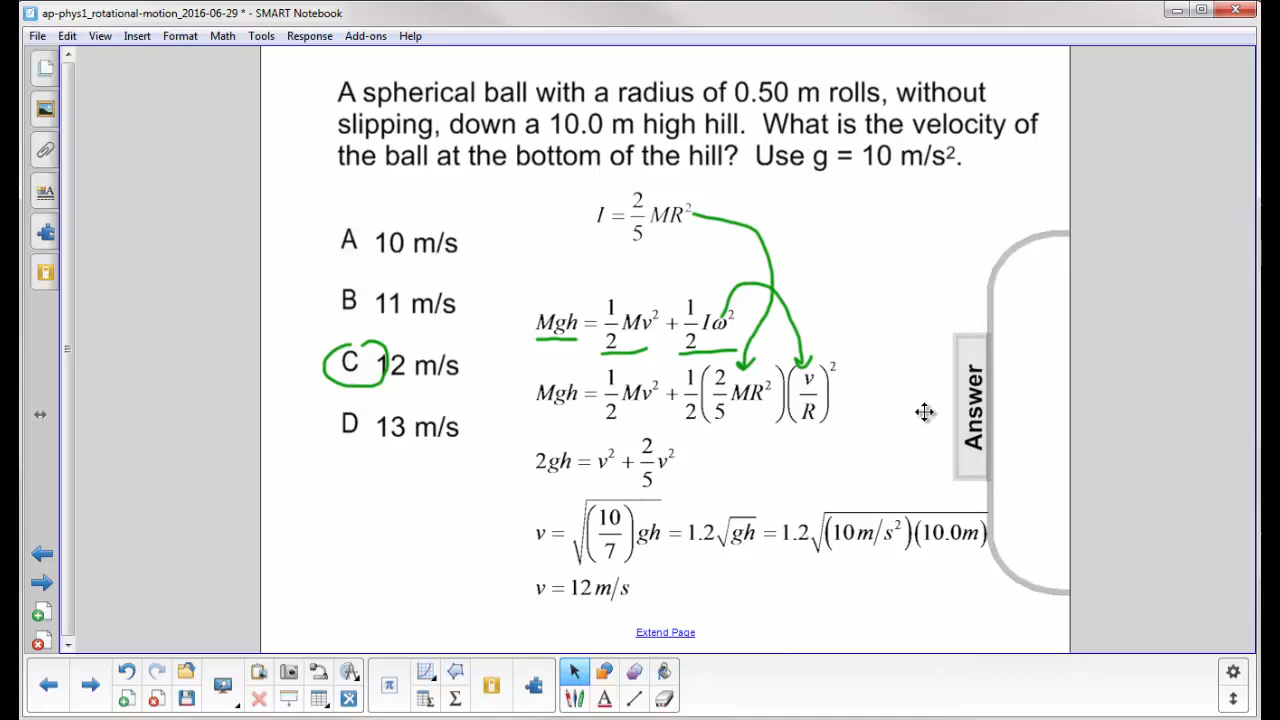 ap-phys1_rotational-motion_2016-06-29 * - SMART Notebook
File Edit View Insert Format Math Tools Response Add-ons Help
A spherical ball with a radius of 0.50 m rolls, without
slipping, down a 10.0 m high hill. What is the velocity of
the ball at the bottom of the hill? Use g = 10 m/s².
I = 2/5 MR²
A 10 m/s
B 11 m/s
C 12 m/s
D 13 m/s
Mgh = 1/2 Mv² + 1/2 Iω²
Mgh = 1/2 Mv² + 1/2 (2/5 MR²)(v/R)²
2gh = v² + 2/5 v²
v = √((10/7)gh) = 1.2√gh = 1.2√((10m/s²)(10.0m))
v = 12 m/s
Answer
Extend Page